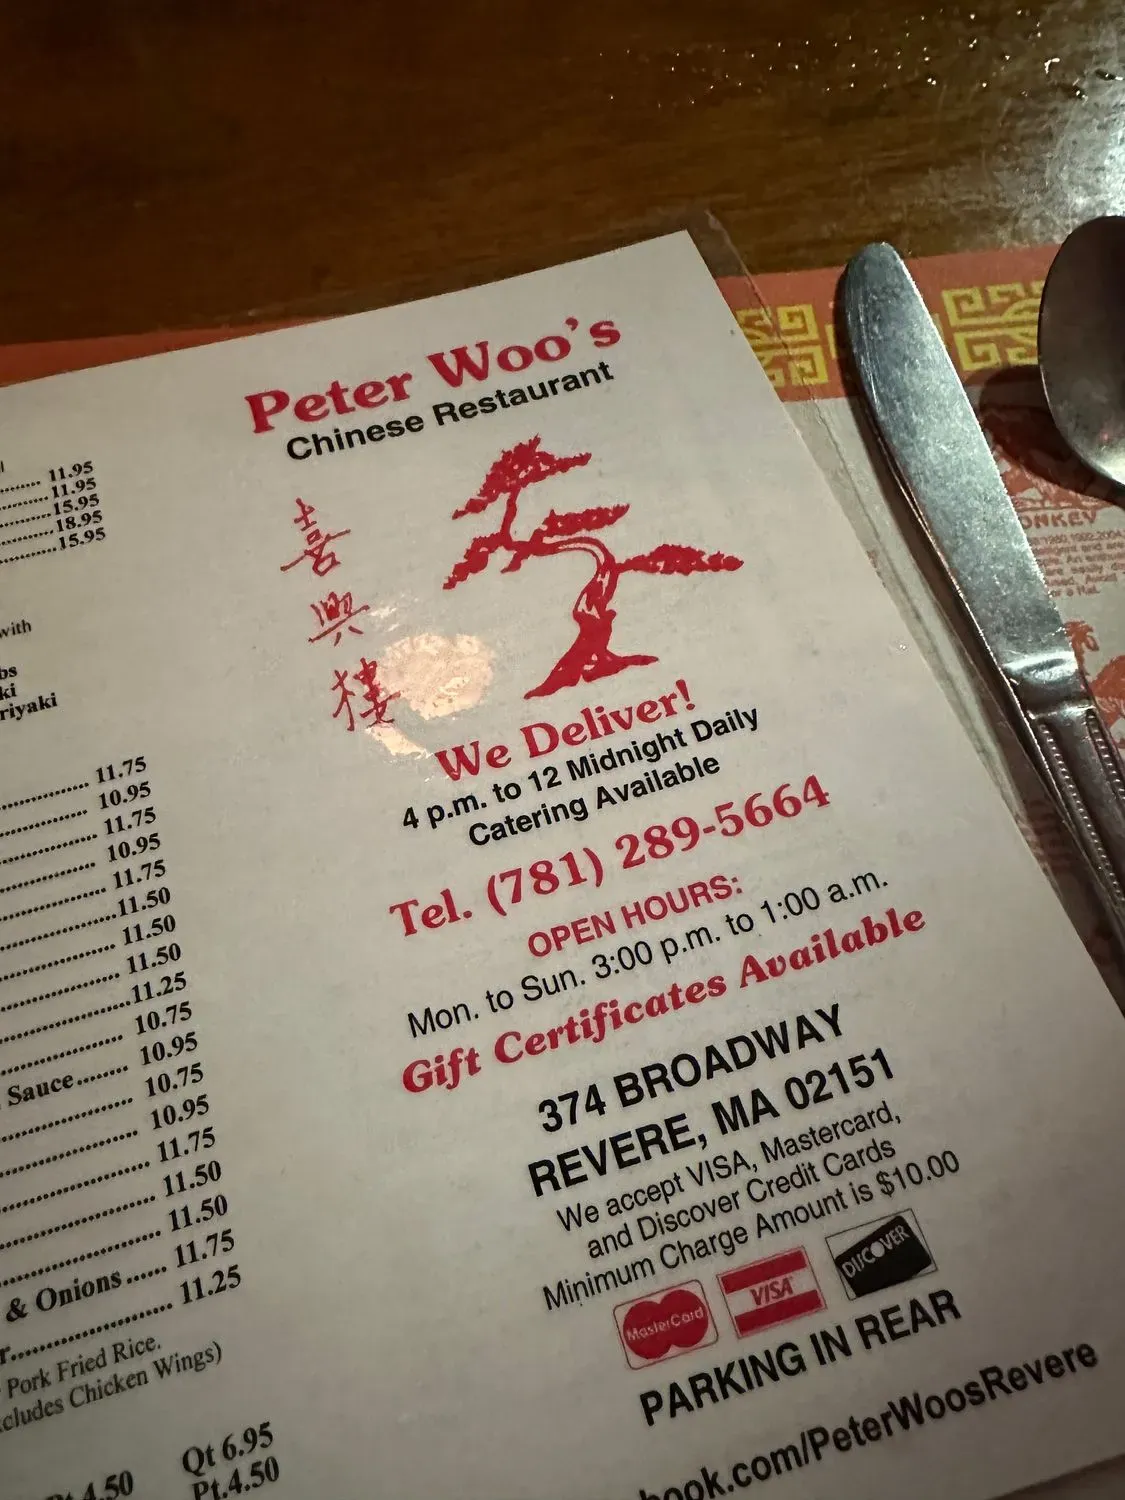 11.95
11.95
15.95
18.95
15.95
with
riyaki
11.75
10.95
11.75
10.95
11.75
11.50
11.50
11.50
11.25
10.75
Sauce ........ 10.95
10.75
10.95
11.75
11.50
11.50
& Onions ...... 11.75
11.25
Pork Fried Rice.
Chicken Wings)
Qt 6.95
4.50 Pt.4.50
Peter Woo's
Chinese Restaurant
喜
興
樓
We Deliver!
4 p.m. to 12 Midnight Daily
Catering Available
Tel. (781) 289-5664
OPEN HOURS:
Mon. to Sun. 3:00 p.m. to 1:00 a.m.
Gift Certificates Available
374 BROADWAY
REVERE, MA 02151
We accept VISA, Mastercard,
and Discover Credit Cards
Minimum Charge Amount is $10.00
MasterCard VISA DISCOVER
PARKING IN REAR
book.com/PeterWoosRevere
ONKEY